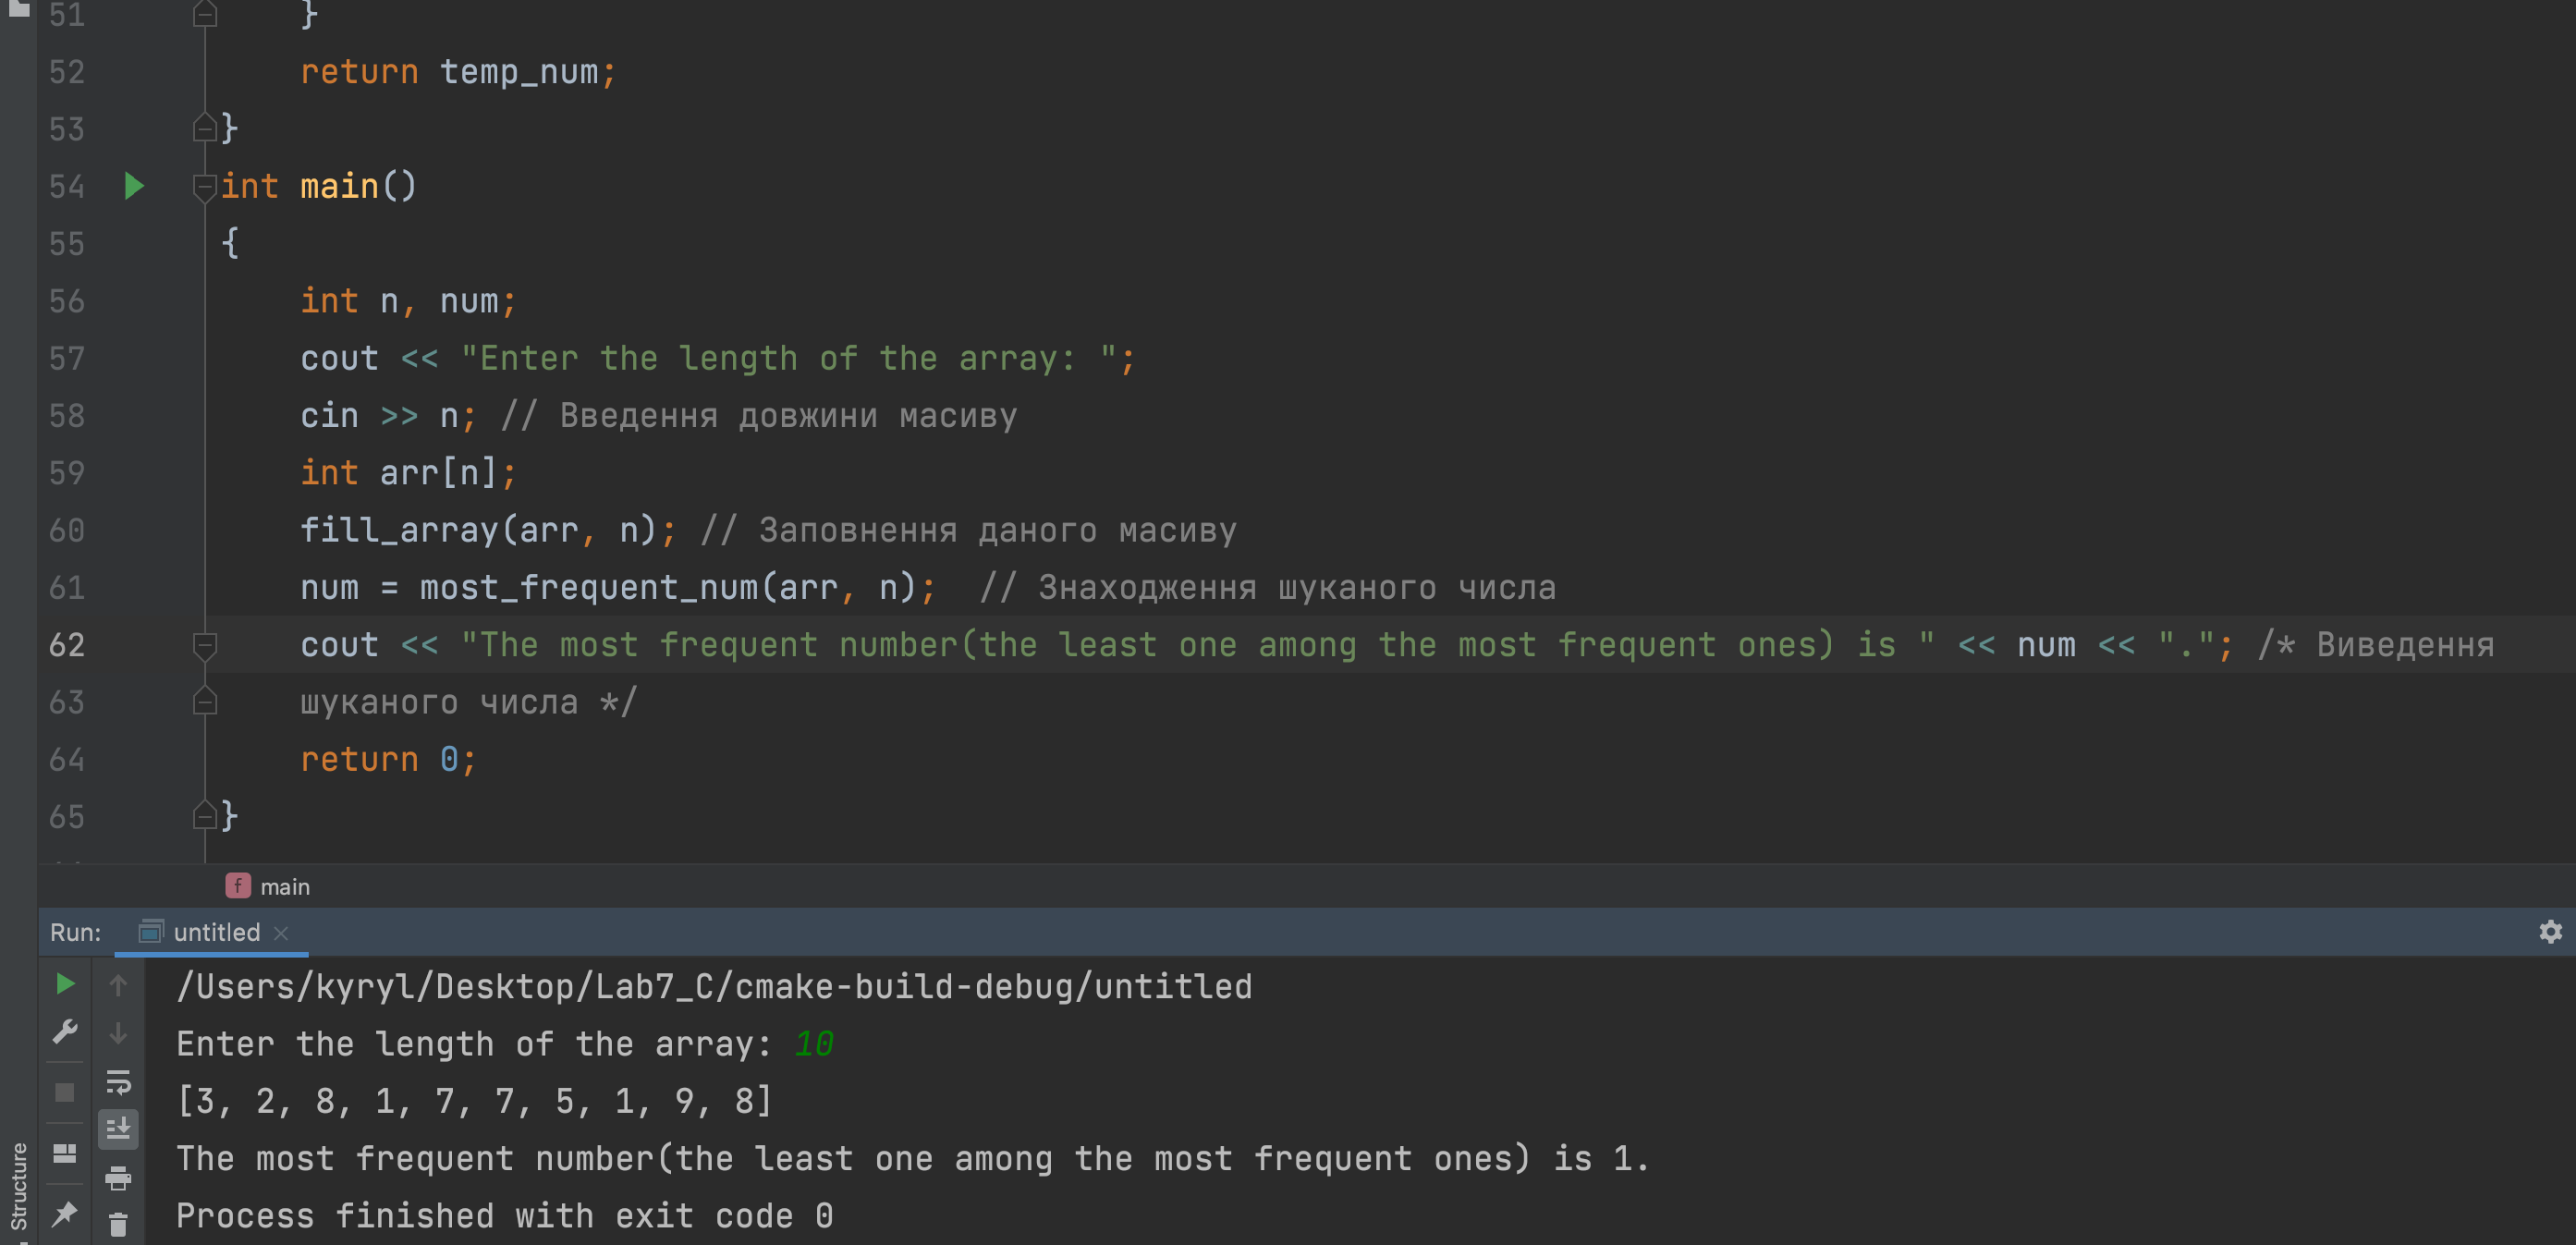 51 }
52 return temp_num;
53 }
54 int main()
55 {
56 int n, num;
57 cout << "Enter the length of the array: ";
58 cin >> n; // Введення довжини масиву
59 int arr[n];
60 fill_array(arr, n); // Заповнення даного масиву
61 num = most_frequent_num(arr, n);  // Знаходження шуканого числа
62 cout << "The most frequent number(the least one among the most frequent ones) is " << num << "."; /* Виведення
63 шуканого числа */
64 return 0;
65 }
f main
Run: untitled
/Users/kyryl/Desktop/Lab7_C/cmake-build-debug/untitled
Enter the length of the array: 10
[3, 2, 8, 1, 7, 7, 5, 1, 9, 8]
The most frequent number(the least one among the most frequent ones) is 1.
Process finished with exit code 0
Structure